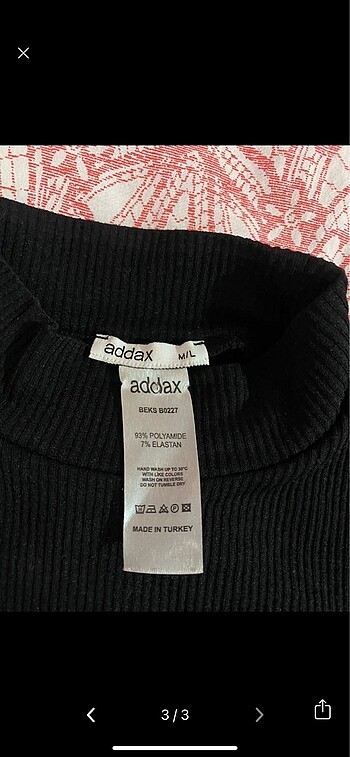 addax M/L
addax
BEKS B0227
93% POLYAMIDE
7% ELASTAN
HAND WASH UP TO 30°C
WITH LIKE COLORS
WASH ON REVERSE
DO NOT TUMBLE DRY
MADE IN TURKEY
3/3